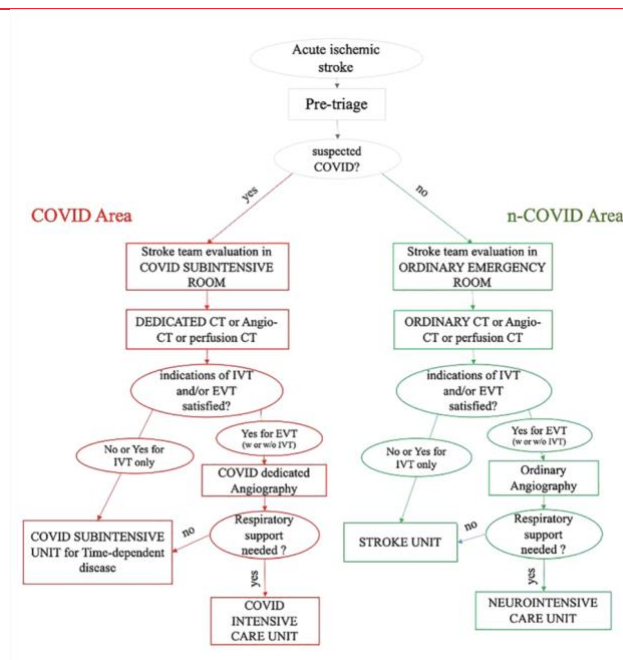 Acute ischemic
stroke
Pre-triage
suspected
COVID?
yes
no
COVID Area
n-COVID Area
Stroke team evaluation in
COVID SUBINTENSIVE
ROOM
Stroke team evaluation in
ORDINARY EMERGENCY
ROOM
DEDICATED CT or Angio-
CT or perfusion CT
ORDINARY CT or Angio-
CT or perfusion CT
indications of IVT
and/or EVT
satisfied?
indications of IVT
and/or EVT
satisfied?
No or Yes for
IVT only
Yes for EVT
(w or w/o IVT)
No or Yes for
IVT only
Yes for EVT
(w or w/o IVT)
COVID dedicated
Angiography
Ordinary
Angiography
COVID SUBINTENSIVE
UNIT for Time-dependent
disease
no
Respiratory
support
needed ?
STROKE UNIT
no
Respiratory
support
needed ?
yes
yes
COVID
INTENSIVE
CARE UNIT
NEUROINTENSIVE
CARE UNIT